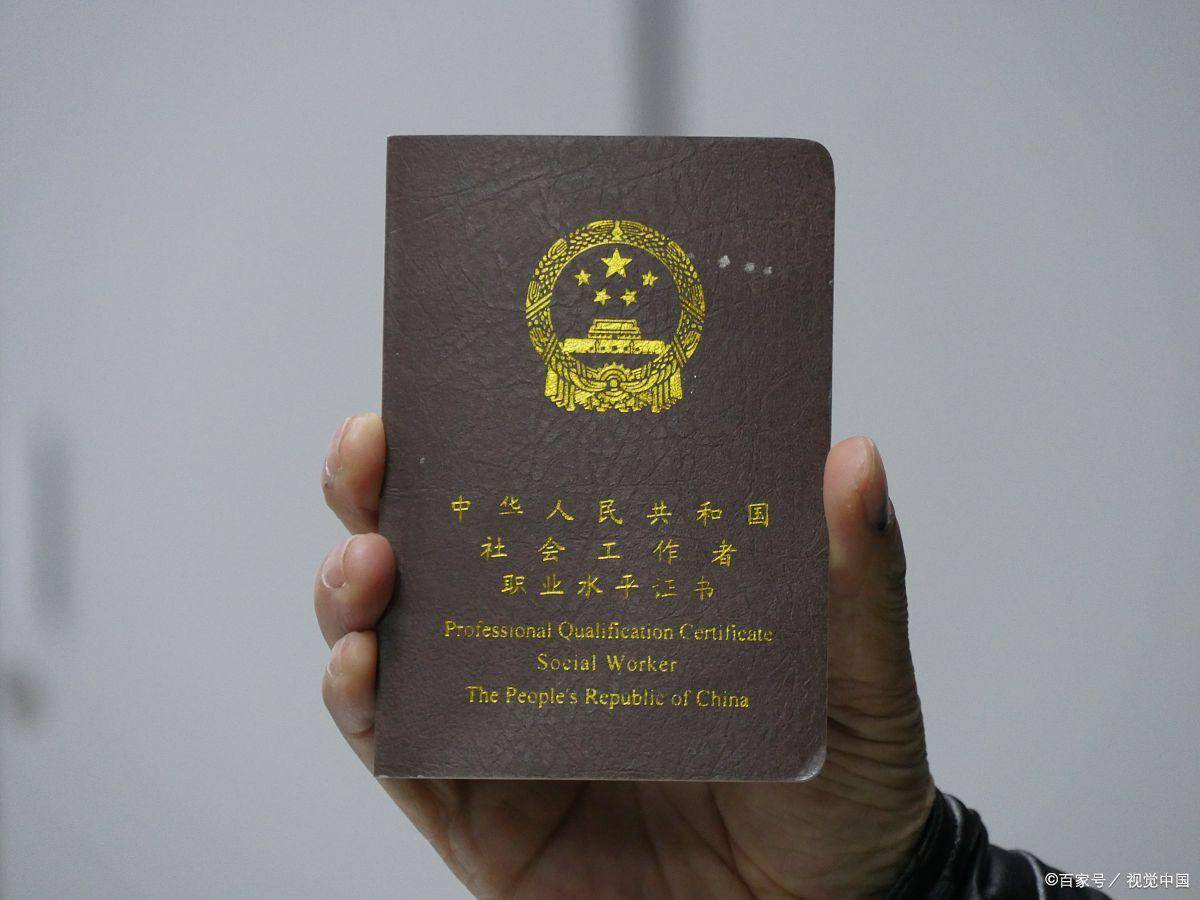 中华人民共和国
社会工作者
职业水平证书
Professional Qualification Certificate
Social Worker
The People's Republic of China
©百家号／视觉中国